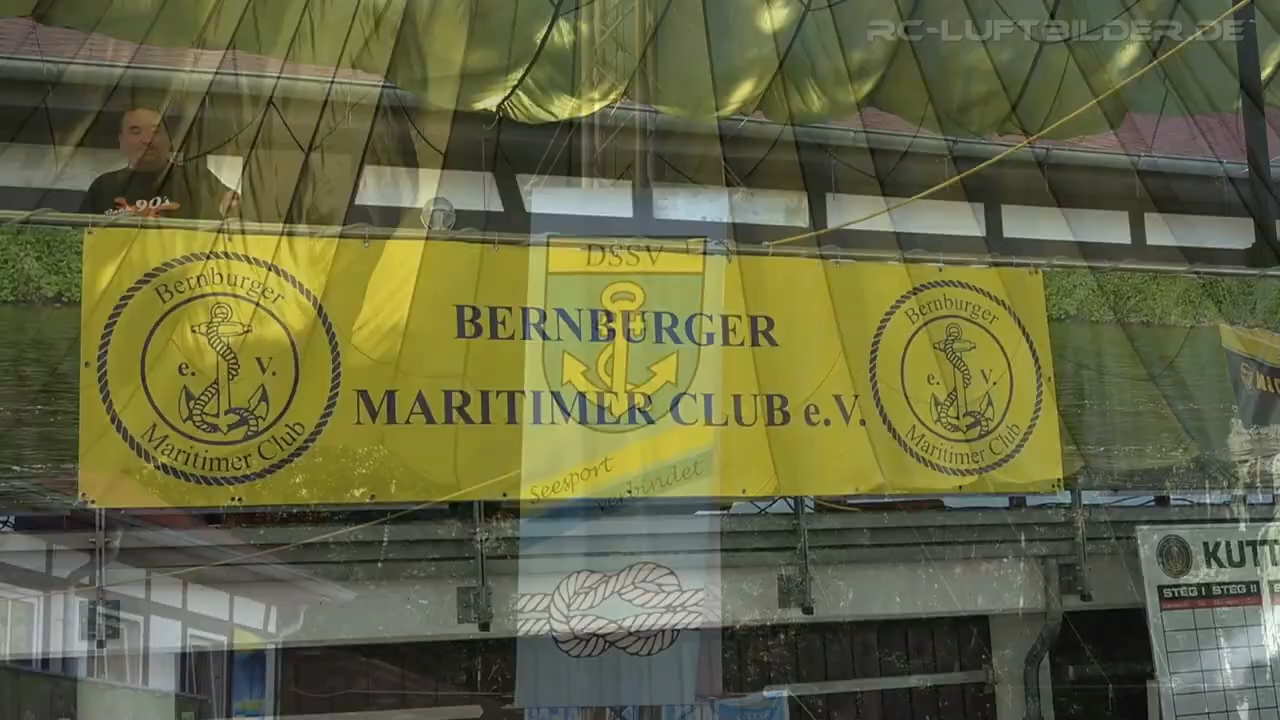 RC-LUFTBILDER.DE
90's
DSSV
Bernburger
e. V.
Maritimer Club
BERNBURGER
MARITIMER CLUB e.V.
Bernburger
e. V.
Maritimer Club
Seesport
verbindet
KUTT
STEG I STEG II